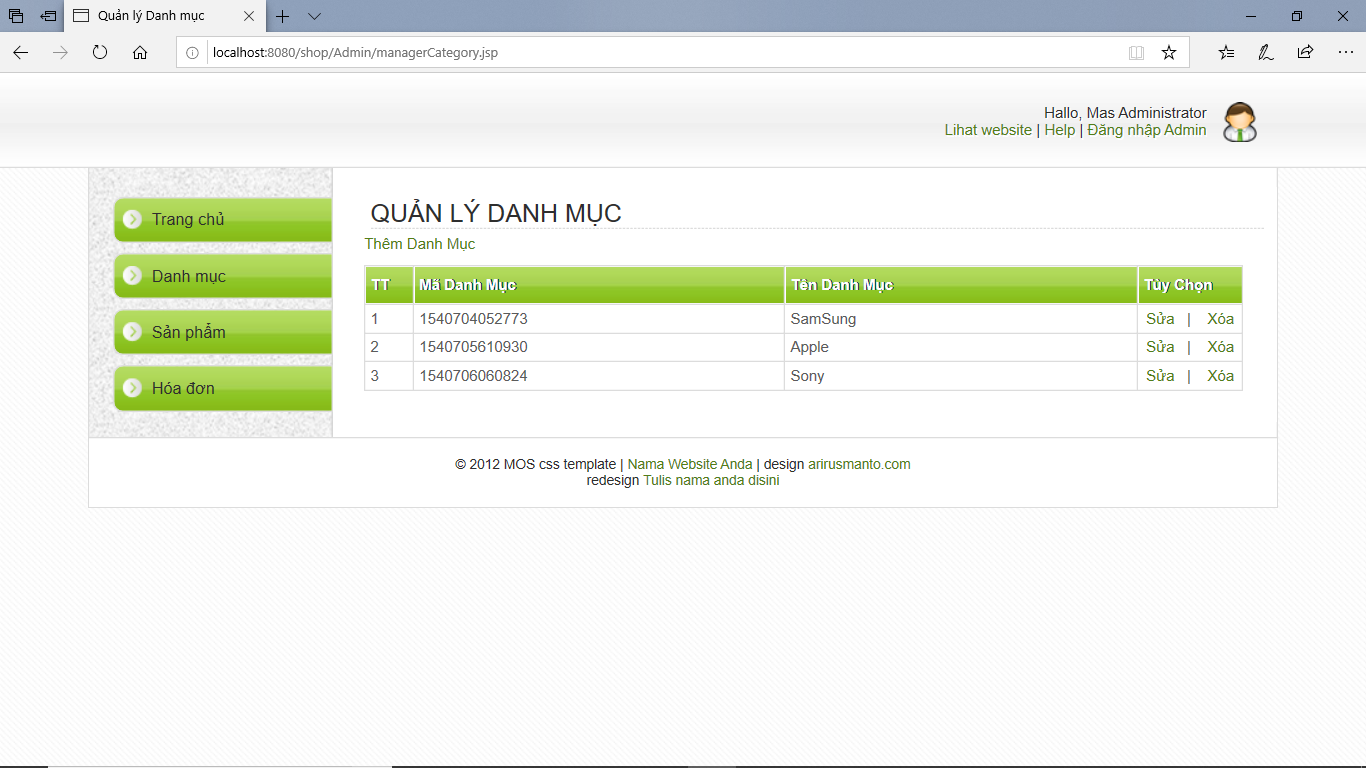 Quản lý Danh mục
localhost:8080/shop/Admin/managerCategory.jsp
Hallo, Mas Administrator
Lihat website | Help | Đăng nhập Admin
Trang chủ
Danh mục
Sản phẩm
Hóa đơn
QUẢN LÝ DANH MỤC
Thêm Danh Mục
TT Mã Danh Mục Tên Danh Mục Tùy Chọn
1 1540704052773 SamSung Sửa | Xóa
2 1540705610930 Apple Sửa | Xóa
3 1540706060824 Sony Sửa | Xóa
© 2012 MOS css template | Nama Website Anda | design arirusmanto.com
redesign Tulis nama anda disini